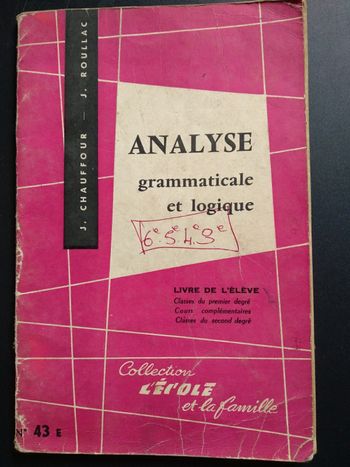 J. CHAUFFOUR - J. ROULLAC
ANALYSE
grammaticale
et logique
6e.5e.4e.3e
LIVRE DE L'ÉLÈVE
Classes du premier degré
Cours complémentaires
Classes du second degré
Collection
L'ÉCOLE
et la famille
N° 43 E